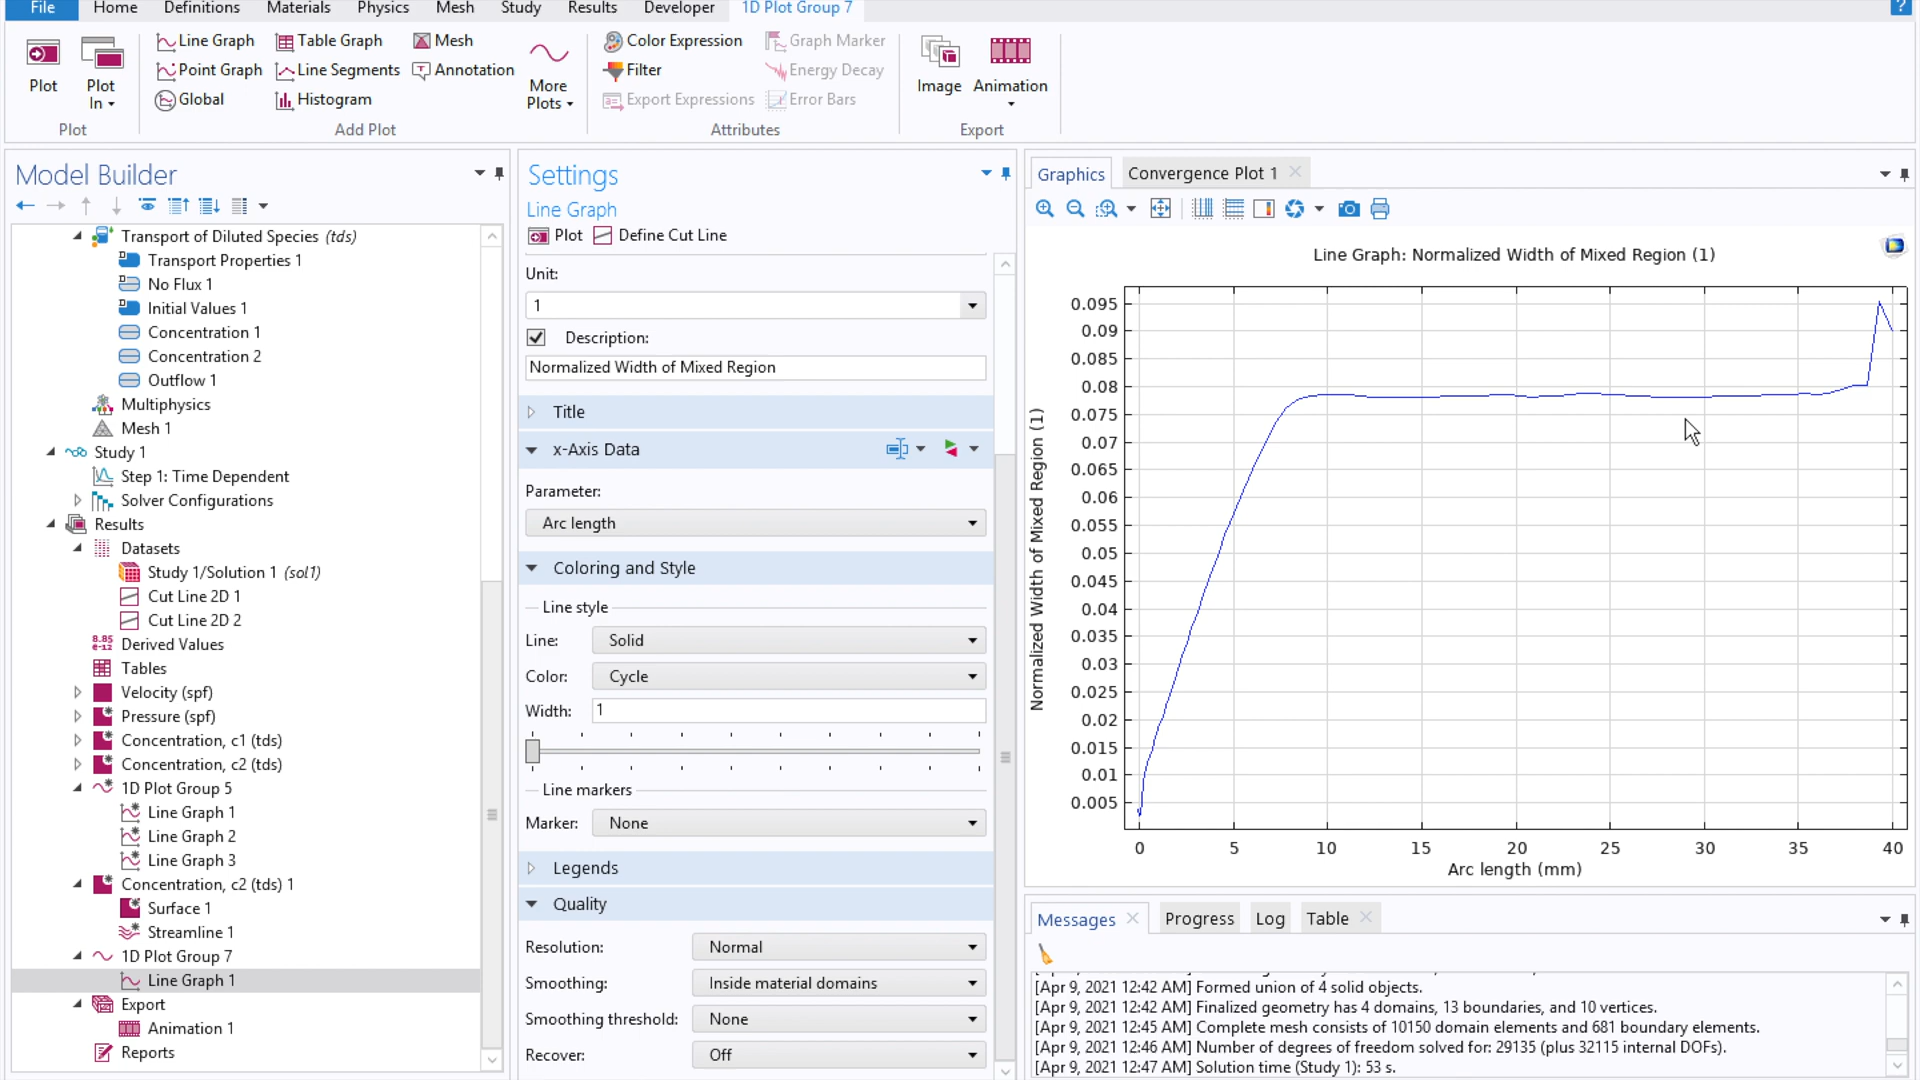 File Home Definitions Materials Physics Mesh Study Results Developer 1D Plot Group 7 ?
Line Graph Table Graph Mesh Color Expression Graph Marker
Point Graph Line Segments Annotation Filter Energy Decay
Plot Plot In More Plots Image Animation
Global Histogram Export Expressions Error Bars
Plot Add Plot Attributes Export
Model Builder
Transport of Diluted Species (tds)
Transport Properties 1
No Flux 1
Initial Values 1
Concentration 1
Concentration 2
Outflow 1
Multiphysics
Mesh 1
Study 1
Step 1: Time Dependent
Solver Configurations
Results
Datasets
Study 1/Solution 1 (sol1)
Cut Line 2D 1
Cut Line 2D 2
8.85
e-12
Derived Values
Tables
Velocity (spf)
Pressure (spf)
Concentration, c1 (tds)
Concentration, c2 (tds)
1D Plot Group 5
Line Graph 1
Line Graph 2
Line Graph 3
Concentration, c2 (tds) 1
Surface 1
Streamline 1
1D Plot Group 7
Line Graph 1
Export
Animation 1
Reports
Settings
Line Graph
Plot Define Cut Line
Unit:
1
Description:
Normalized Width of Mixed Region
Title
x-Axis Data
Parameter:
Arc length
Coloring and Style
Line style
Line: Solid
Color: Cycle
Width: 1
Line markers
Marker: None
Legends
Quality
Resolution: Normal
Smoothing: Inside material domains
Smoothing threshold: None
Recover: Off
Graphics Convergence Plot 1
Line Graph: Normalized Width of Mixed Region (1)
Normalized Width of Mixed Region (1)
0.095
0.09
0.085
0.08
0.075
0.07
0.065
0.06
0.055
0.05
0.045
0.04
0.035
0.03
0.025
0.02
0.015
0.01
0.005
0 5 10 15 20 25 30 35 40
Arc length (mm)
Messages Progress Log Table
[Apr 9, 2021 12:42 AM] Formed union of 4 solid objects.
[Apr 9, 2021 12:42 AM] Finalized geometry has 4 domains, 13 boundaries, and 10 vertices.
[Apr 9, 2021 12:45 AM] Complete mesh consists of 10150 domain elements and 681 boundary elements.
[Apr 9, 2021 12:46 AM] Number of degrees of freedom solved for: 29135 (plus 32115 internal DOFs).
[Apr 9, 2021 12:47 AM] Solution time (Study 1): 53 s.